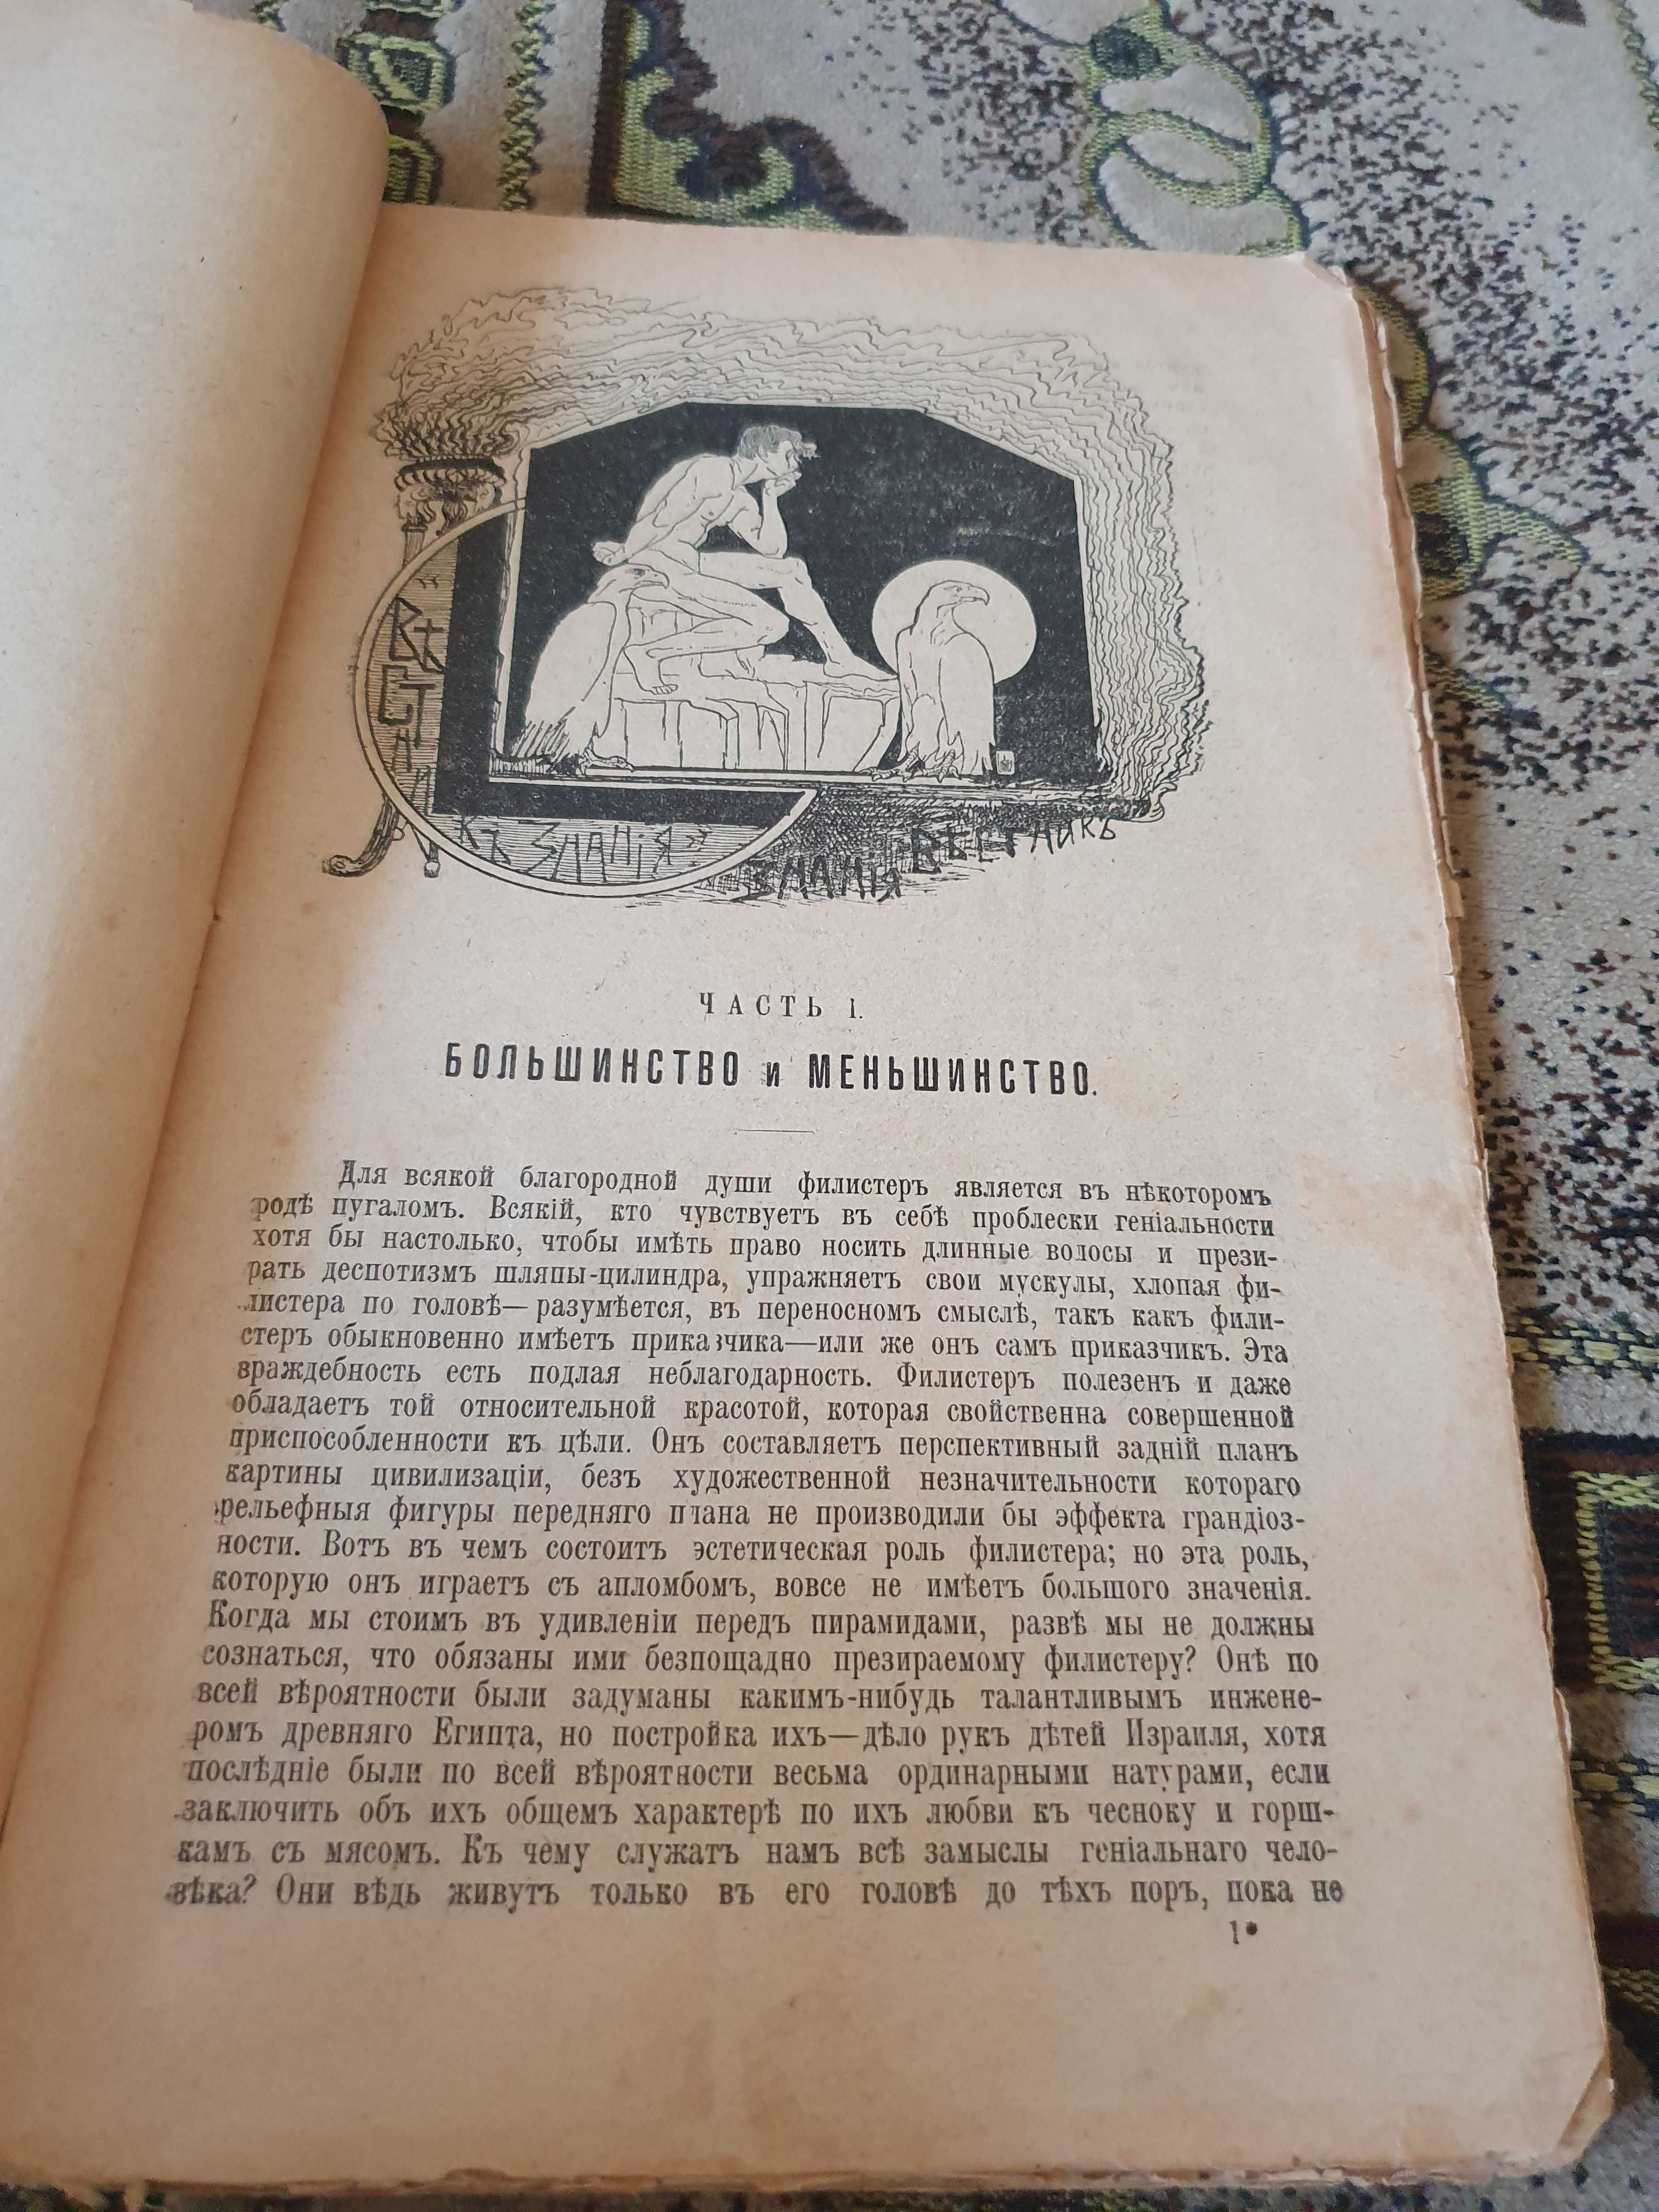 Вѣ
СТ
НИ
КЪ ЗНАНІЯ
ЗНАНІЯ ВѢСТНИКЪ
ЧАСТЬ I.
БОЛЬШИНСТВО и МЕНЬШИНСТВО.
Для всякой благородной души филистеръ является въ нѣкоторомъ
родѣ пугаломъ. Всякій, кто чувствуетъ въ себѣ проблески геніальности
хотя бы настолько, чтобы имѣть право носить длинные волосы и прези-
рать деспотизмъ шляпы-цилиндра, упражняетъ свои мускулы, хлопая фи-
листера по головѣ—разумѣется, въ переносномъ смыслѣ, такъ какъ фили-
стеръ обыкновенно имѣетъ приказчика—или же онъ самъ приказчикъ. Эта
враждебность есть подлая неблагодарность. Филистеръ полезенъ и даже
обладаетъ той относительной красотой, которая свойственна совершенной
приспособленности къ цѣли. Онъ составляетъ перспективный задній планъ
картины цивилизаціи, безъ художественной незначительности котораго
рельефныя фигуры передняго плана не производили бы эффекта грандіоз-
ности. Вотъ въ чемъ состоитъ эстетическая роль филистера; но эта роль,
которую онъ играетъ съ апломбомъ, вовсе не имѣетъ большого значенія.
Когда мы стоимъ въ удивленіи передъ пирамидами, развѣ мы не должны
сознаться, что обязаны ими безпощадно презираемому филистеру? Онѣ по
всей вѣроятности были задуманы какимъ-нибудь талантливымъ инжене-
ромъ древняго Египта, но постройка ихъ—дѣло рукъ дѣтей Израиля, хотя
послѣдніе были по всей вѣроятности весьма ординарными натурами, если
заключить объ ихъ общемъ характерѣ по ихъ любви къ чесноку и горш-
камъ съ мясомъ. Къ чему служатъ намъ всѣ замыслы геніальнаго чело-
вѣка? Они вѣдь живутъ только въ его головѣ до тѣхъ поръ, пока не
1*